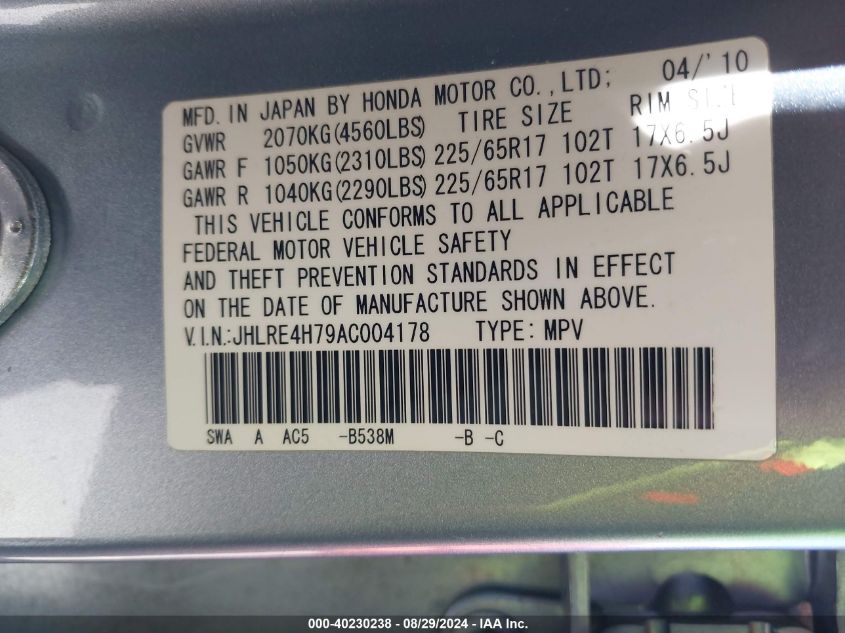 MFD. IN JAPAN BY HONDA MOTOR CO.,LTD; 04/'10
GVWR 2070KG(4560LBS) TIRE SIZE RIM SIZE
GAWR F 1050KG(2310LBS) 225/65R17 102T 17X6.5J
GAWR R 1040KG(2290LBS) 225/65R17 102T 17X6.5J
THIS VEHICLE CONFORMS TO ALL APPLICABLE
FEDERAL MOTOR VEHICLE SAFETY
AND THEFT PREVENTION STANDARDS IN EFFECT
ON THE DATE OF MANUFACTURE SHOWN ABOVE.
V.I.N.:JHLRE4H79AC004178 TYPE: MPV
SWA A AC5 -B538M -B -C
000-40230238 - 08/29/2024 - IAA Inc.